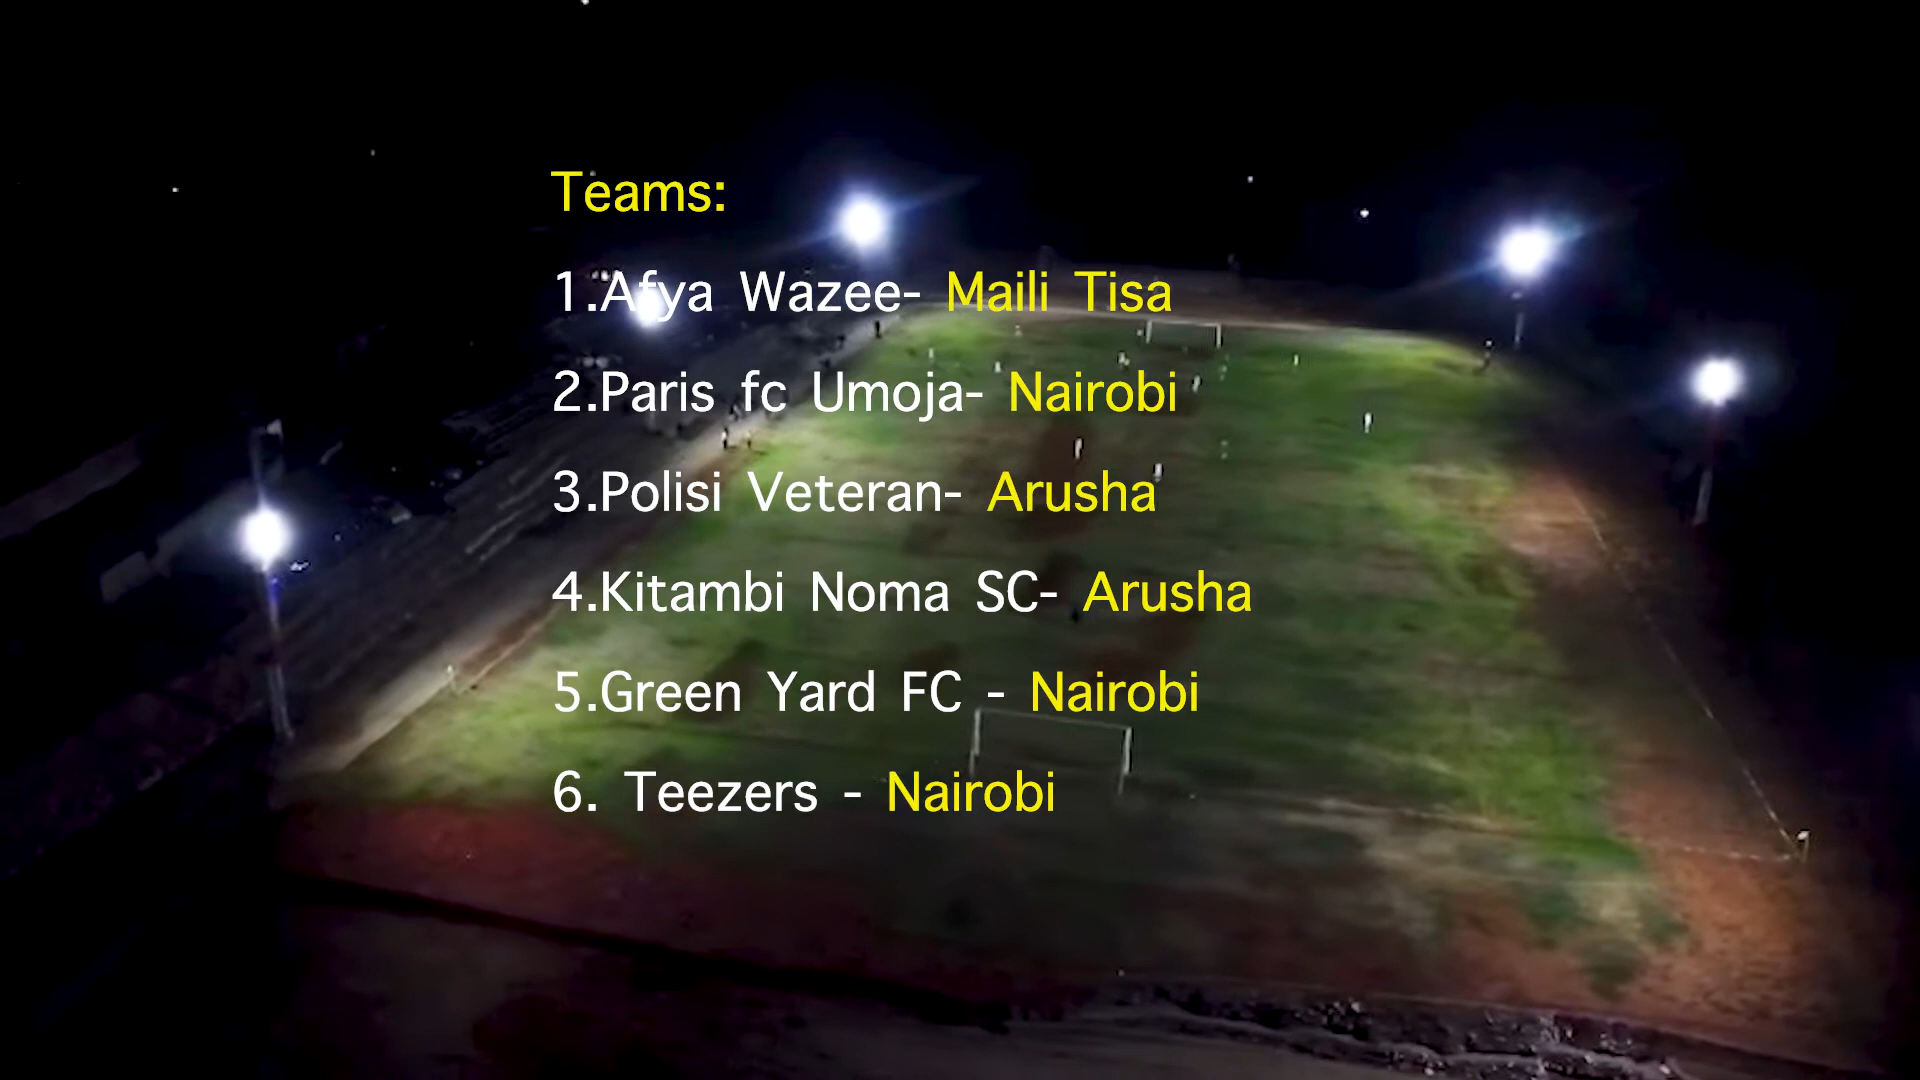 Teams:
1.Afya Wazee- Maili Tisa
2.Paris fc Umoja- Nairobi
3.Polisi Veteran- Arusha
4.Kitambi Noma SC- Arusha
5.Green Yard FC - Nairobi
6. Teezers - Nairobi